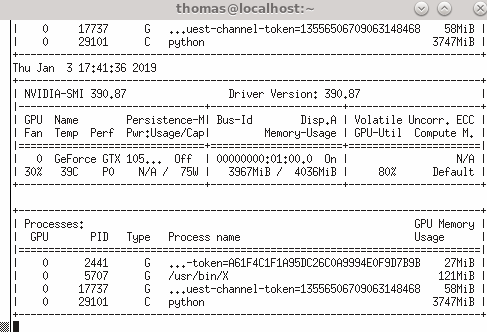 thomas@localhost:~
| 0 17737 G ...uest-channel-token=13556506709063148468 58MiB |
| 0 29101 C python 3747MiB |
+-----------------------------------------------------------------------------+
Thu Jan 3 17:41:36 2019
+-----------------------------------------------------------------------------+
| NVIDIA-SMI 390.87 Driver Version: 390.87 |
|-------------------------------+----------------------+----------------------+
| GPU Name Persistence-M| Bus-Id Disp.A | Volatile Uncorr. ECC |
| Fan Temp Perf Pwr:Usage/Cap| Memory-Usage | GPU-Util Compute M. |
|===============================+======================+======================|
| 0 GeForce GTX 105... Off | 00000000:01:00.0 On | N/A |
| 30% 39C P0 N/A / 75W | 3967MiB / 4036MiB | 80% Default |
+-------------------------------+----------------------+----------------------+
+-----------------------------------------------------------------------------+
| Processes: GPU Memory |
| GPU PID Type Process name Usage |
|=============================================================================|
| 0 2441 G ...-token=A61F4C1F1A95DC26C0A9994E0F9D7B9B 27MiB |
| 0 5707 G /usr/bin/X 121MiB |
| 0 17737 G ...uest-channel-token=13556506709063148468 58MiB |
| 0 29101 C python 3747MiB |
+-----------------------------------------------------------------------------+